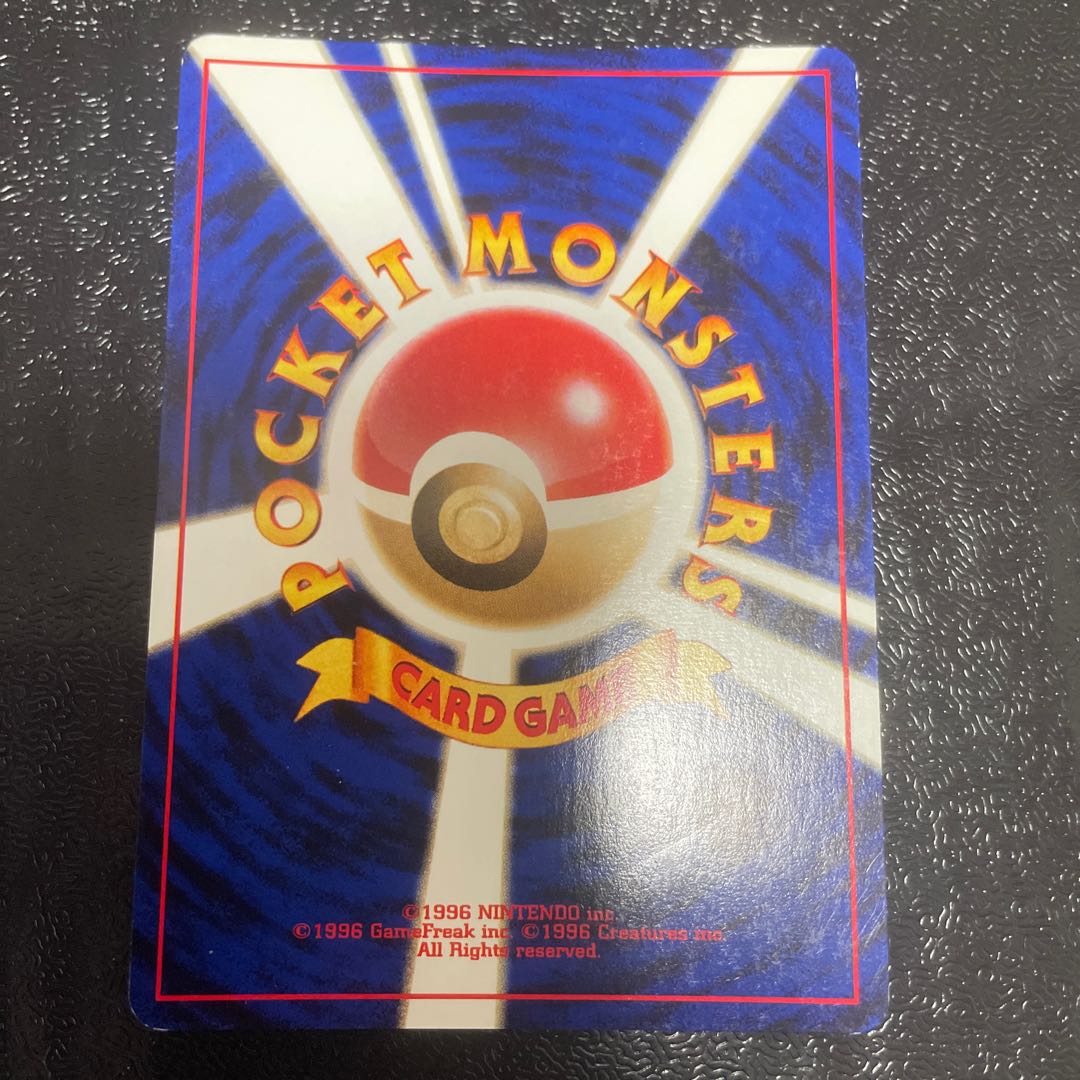 POCKET MONSTERS
CARD GAME
©1996 NINTENDO inc.
©1996 GameFreak inc. ©1996 Creatures inc.
All Rights reserved.